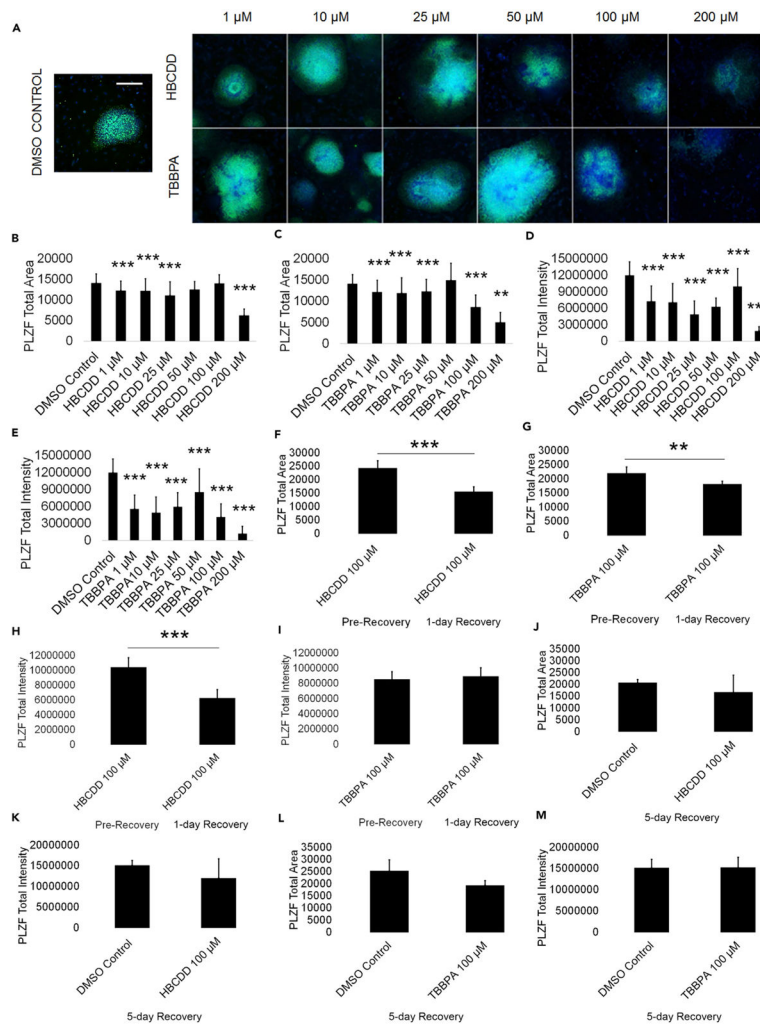 1 µM 10 µM 25 µM 50 µM 100 µM 200 µM
A
DMSO CONTROL
HBCDD
TBBPA
B
PLZF Total Area
20000
15000
10000
5000
0
*** *** *** ***
DMSO Control
HBCDD 1 µM
HBCDD 10 µM
HBCDD 25 µM
HBCDD 50 µM
HBCDD 100 µM
HBCDD 200 µM
C
PLZF Total Area
20000
15000
10000
5000
0
*** *** *** *** **
DMSO Control
TBBPA 1 µM
TBBPA 10 µM
TBBPA 25 µM
TBBPA 50 µM
TBBPA 100 µM
TBBPA 200 µM
D
PLZF Total Intensity
15000000
12000000
9000000
6000000
3000000
0
*** *** *** *** *** **
DMSO Control
HBCDD 1 µM
HBCDD 10 µM
HBCDD 25 µM
HBCDD 50 µM
HBCDD 100 µM
HBCDD 200 µM
E
PLZF Total Intensity
15000000
12000000
9000000
6000000
3000000
0
*** *** *** *** *** ***
DMSO Control
TBBPA 1 µM
TBBPA10 µM
TBBPA 25 µM
TBBPA 50 µM
TBBPA 100 µM
TBBPA 200 µM
F
PLZF Total Area
30000
25000
20000
15000
10000
5000
0
***
HBCDD 100 µM
HBCDD 100 µM
Pre-Recovery 1-day Recovery
G
PLZF Total Area
30000
25000
20000
15000
10000
5000
0
**
TBBPA 100 µM
TBBPA 100 µM
Pre-Recovery 1-day Recovery
H
PLZF Total Intensity
12000000
10000000
8000000
6000000
4000000
2000000
0
***
HBCDD 100 µM
HBCDD 100 µM
Pre-Recovery 1-day Recovery
I
PLZF Total Intensity
12000000
10000000
8000000
6000000
4000000
2000000
0
TBBPA 100 µM
TBBPA 100 µM
Pre-Recovery 1-day Recovery
J
PLZF Total Area
35000
30000
25000
20000
15000
10000
5000
0
DMSO Control
HBCDD 100 µM
5-day Recovery
K
PLZF Total Intensity
20000000
15000000
10000000
5000000
0
DMSO Control
HBCDD 100 µM
5-day Recovery
L
PLZF Total Area
35000
30000
25000
20000
15000
10000
5000
0
DMSO Control
TBBPA 100 µM
5-day Recovery
M
PLZF Total Intensity
20000000
15000000
10000000
5000000
0
DMSO Control
TBBPA 100 µM
5-day Recovery